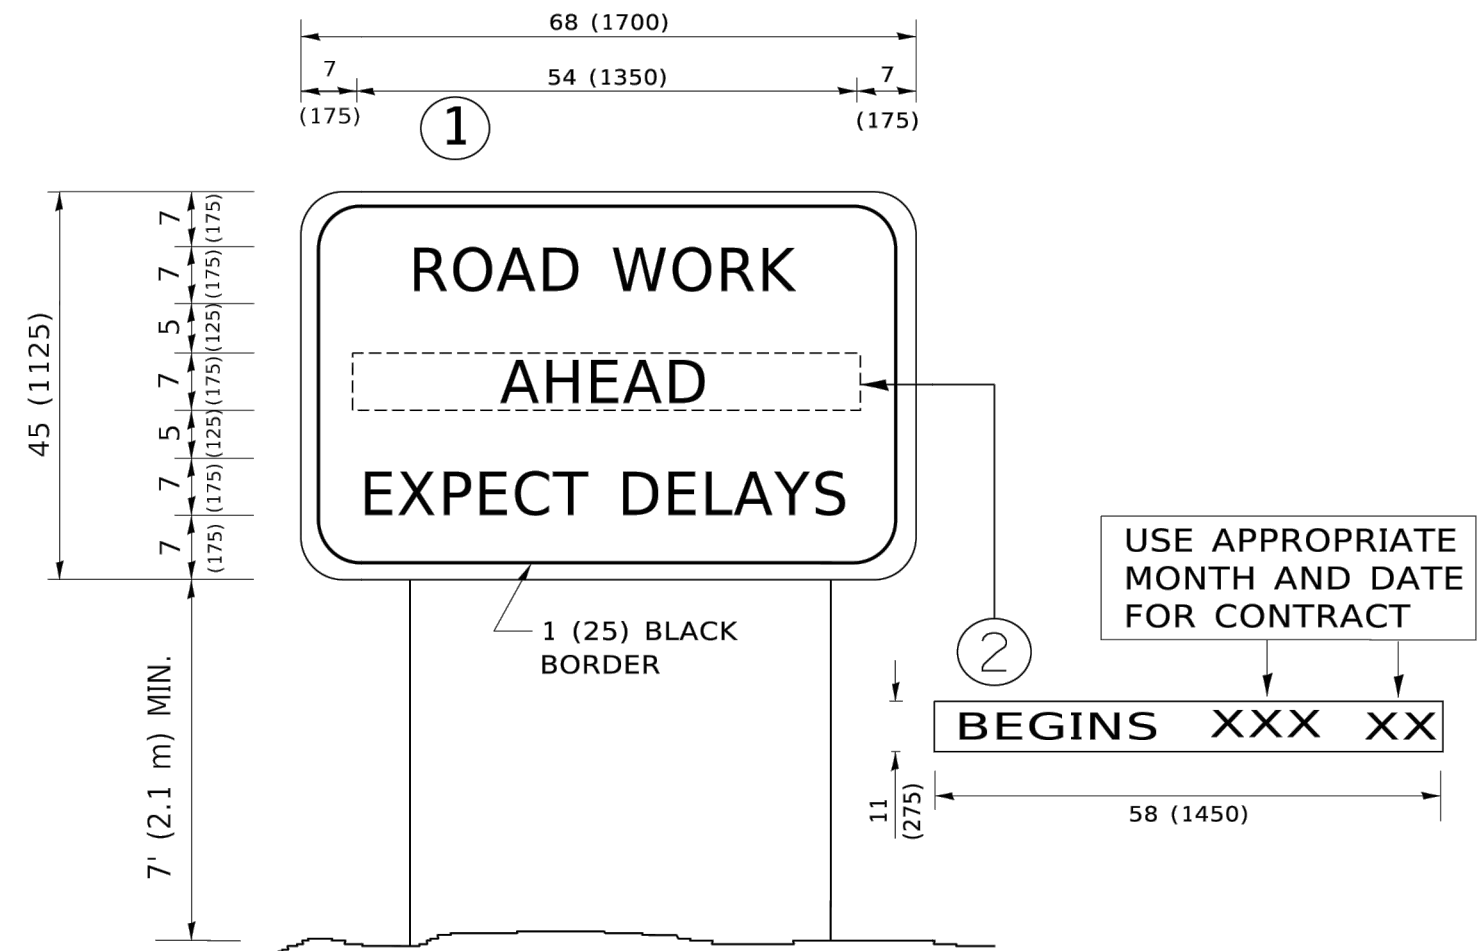 68 (1700)
7
54 (1350)
7
(175)
(175)
1
7
(175)
7
(175)
5
(125)
7
(175)
5
(125)
7
(175)
7
(175)
45 (1125)
ROAD WORK
AHEAD
EXPECT DELAYS
1 (25) BLACK
BORDER
7' (2.1 m) MIN.
USE APPROPRIATE
MONTH AND DATE
FOR CONTRACT
2
BEGINS XXX XX
11
(275)
58 (1450)